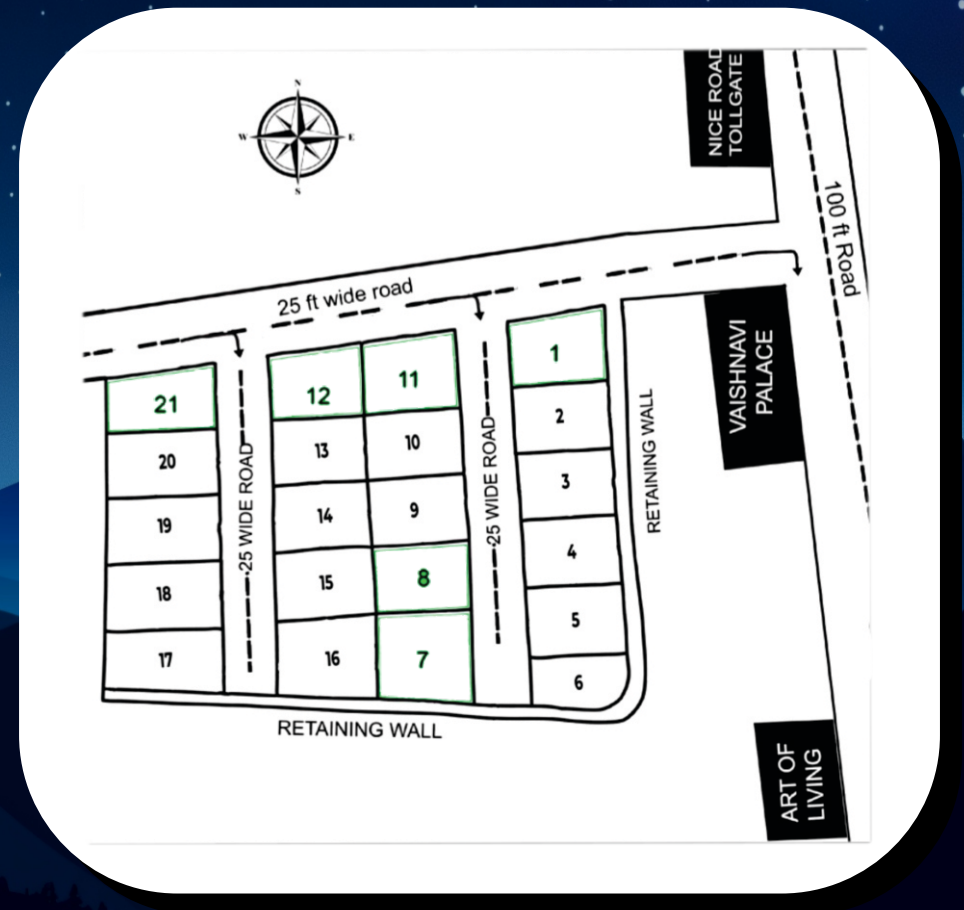 N
W E
S
NICE ROAD
TOLLGATE
100 ft Road
25 ft wide road
VAISHNAVI
PALACE
21
20
19
18
17
25 WIDE ROAD
12
11
13
10
14
9
15
8
16
7
25 WIDE ROAD
1
2
3
4
5
6
RETAINING WALL
RETAINING WALL
ART OF
LIVING